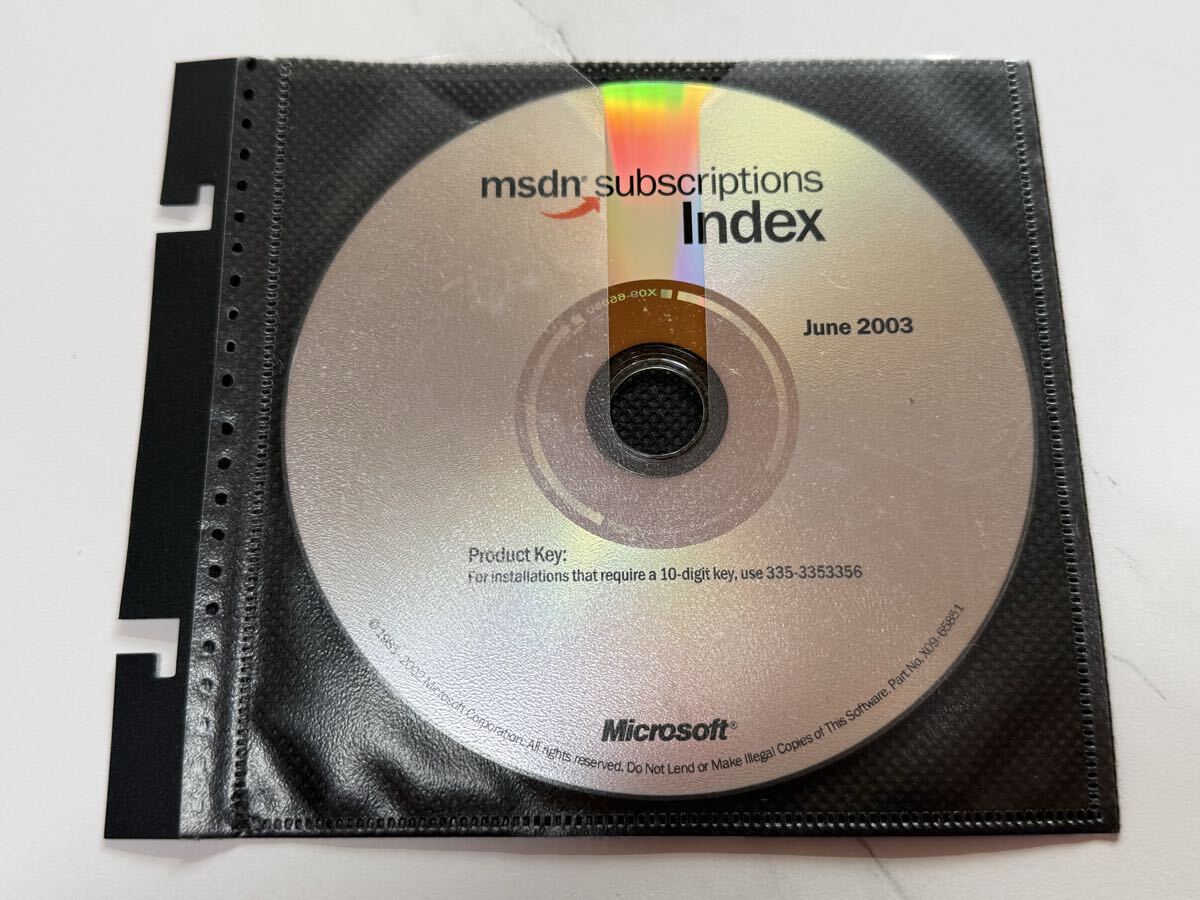 msdn® subscriptions
Index
June 2003
Product Key:
For installations that require a 10-digit key, use 335-3353356
Microsoft®
Microsoft Corporation. All rights reserved. Do Not Lend or Make Illegal Copies of This Software. Part No. X09-65851